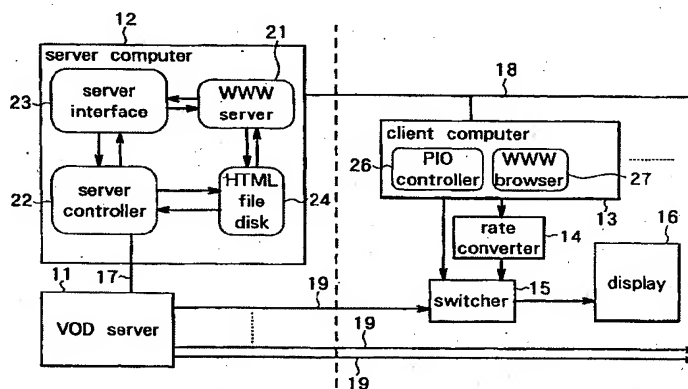 12
server computer
21
23
server
interface
WWW
server
22
server
controller
HTML
file
disk
24
17
11
VOD server
18
client computer
26
PIO
controller
WWW
browser
27
13
rate
converter
14
16
display
switcher
15
19
19
19